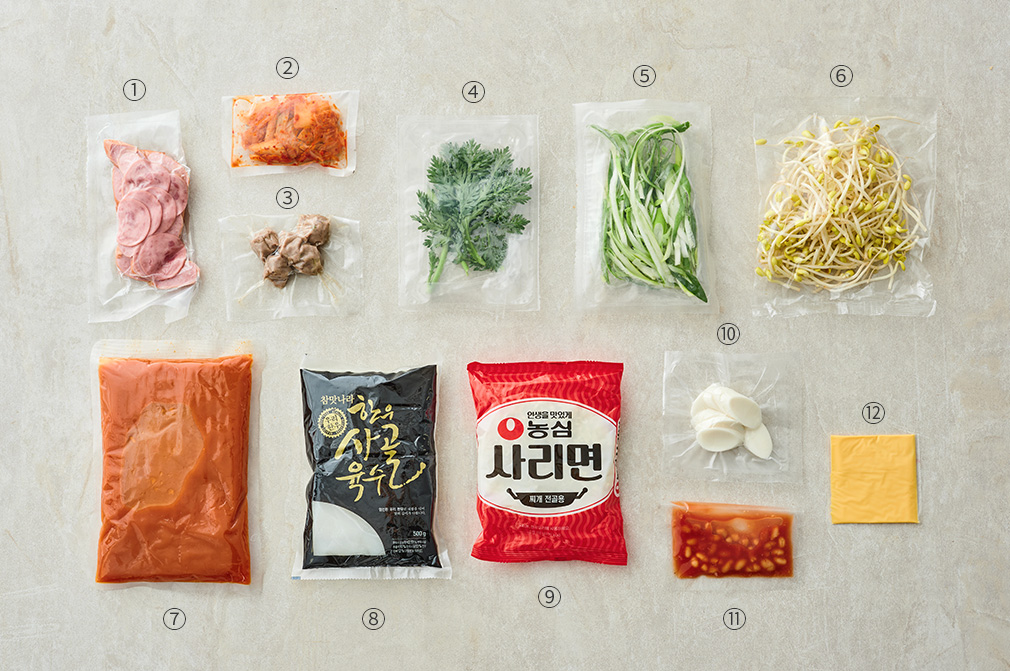 ①
②
③
④
⑤
⑥
⑦
⑧
⑨
⑩
⑪
⑫
참맛나라
한우
사골
육수
500 g
인생을 맛있게
농심
사리면
찌개 전골용